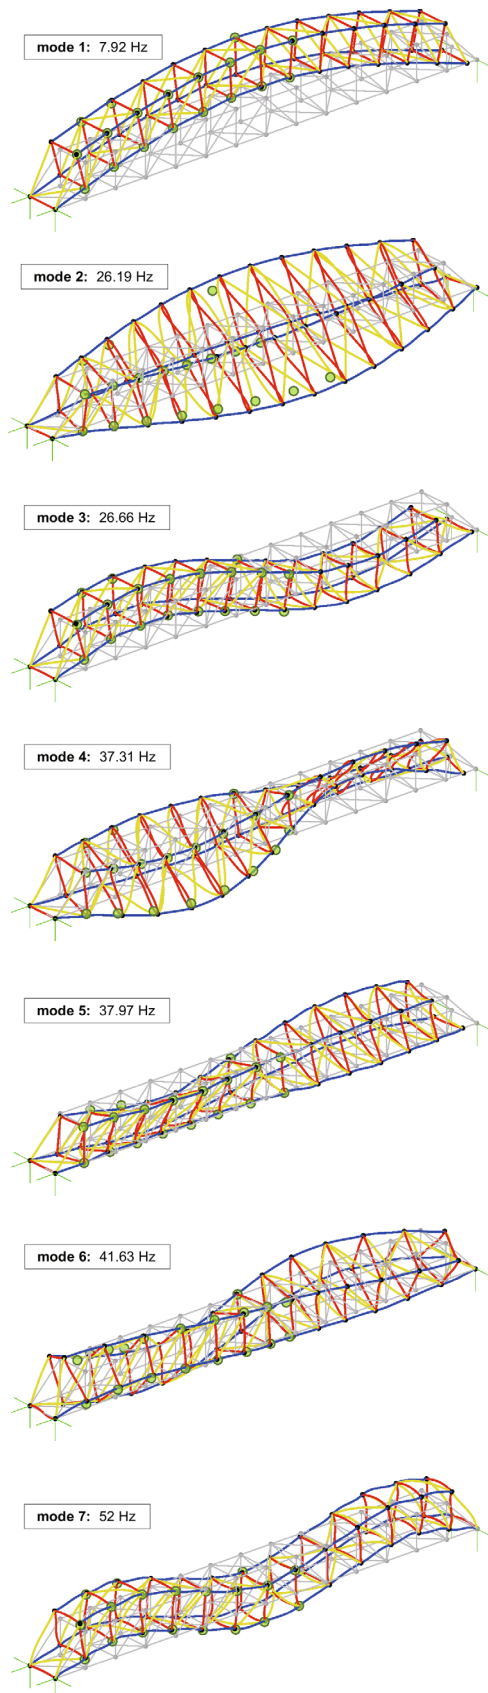 mode 1: 7.92 Hz
mode 2: 26.19 Hz
mode 3: 26.66 Hz
mode 4: 37.31 Hz
mode 5: 37.97 Hz
mode 6: 41.63 Hz
mode 7: 52 Hz